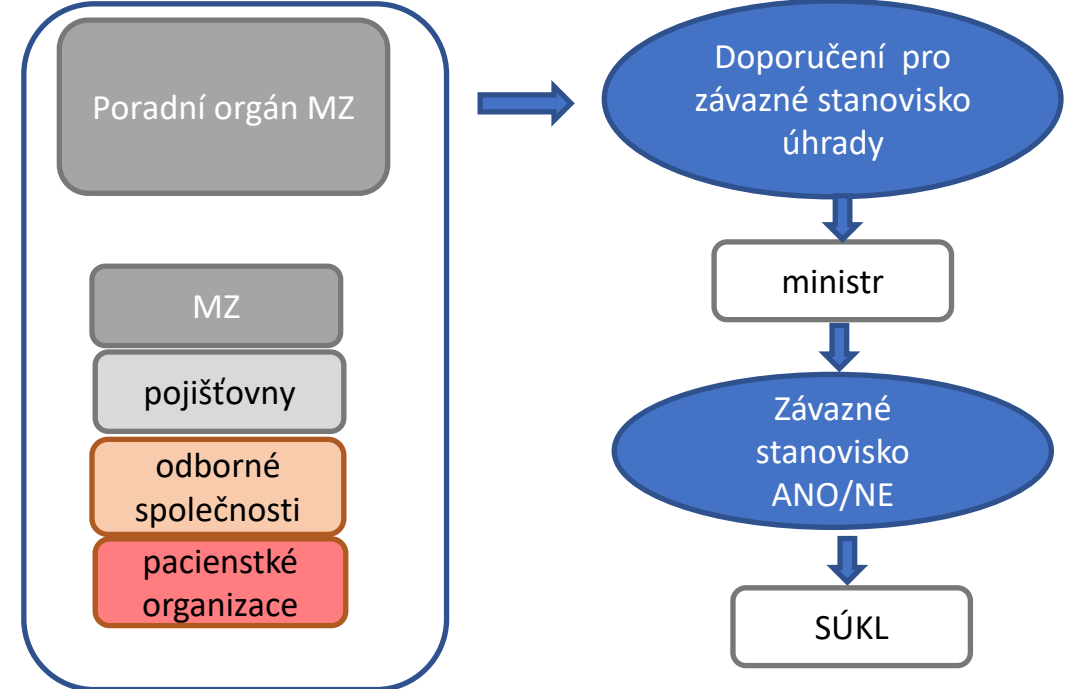 Poradní orgán MZ
MZ
pojišťovny
odborné
společnosti
pacienstké
organizace
Doporučení pro
závazné stanovisko
úhrady
ministr
Závazné
stanovisko
ANO/NE
SÚKL